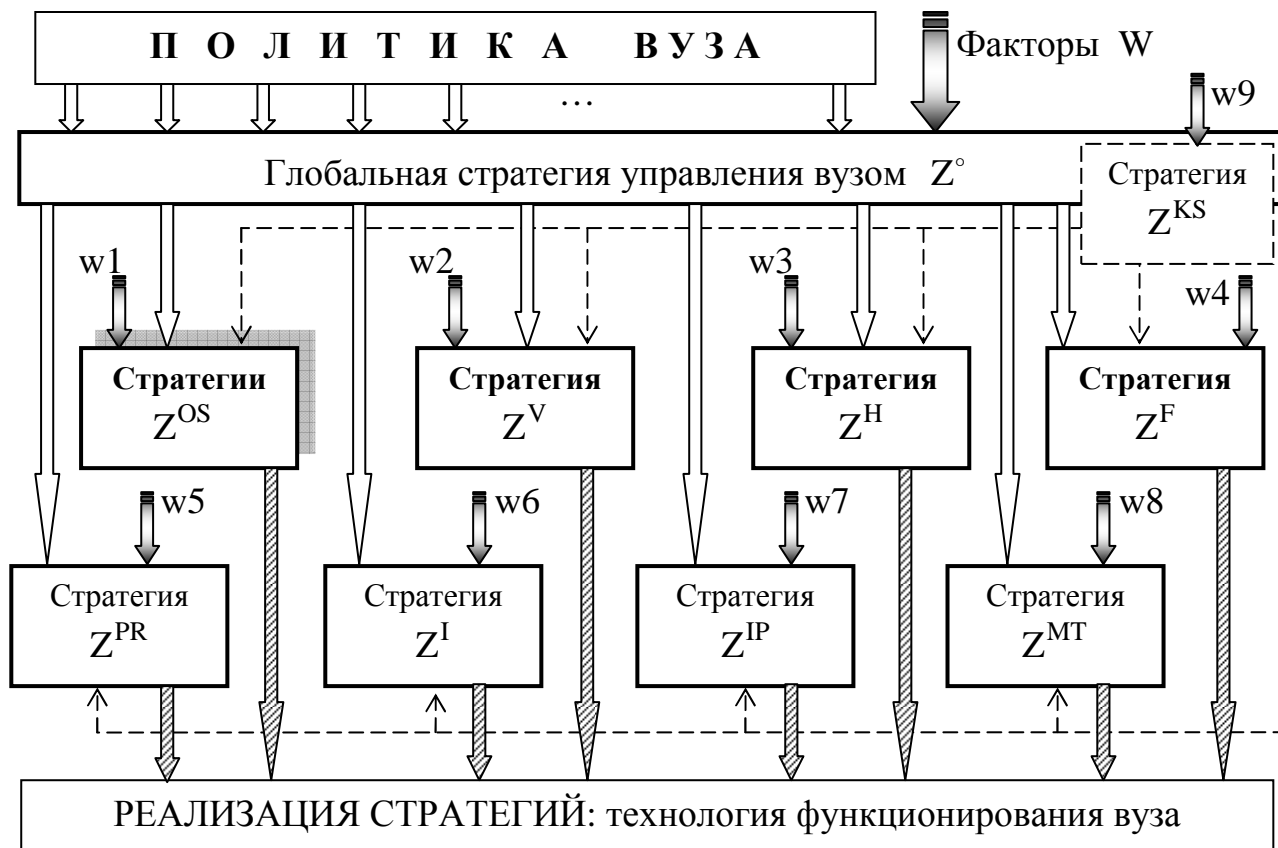 П О Л И Т И К А ВУЗА
Факторы W
...
w9
Глобальная стратегия управления вузом Z°
Стратегия
Z^KS
w1
w2
w3
w4
Стратегии
Z^OS
Стратегия
Z^V
Стратегия
Z^H
Стратегия
Z^F
w5
w6
w7
w8
Стратегия
Z^PR
Стратегия
Z^I
Стратегия
Z^IP
Стратегия
Z^MT
РЕАЛИЗАЦИЯ СТРАТЕГИЙ: технология функционирования вуза